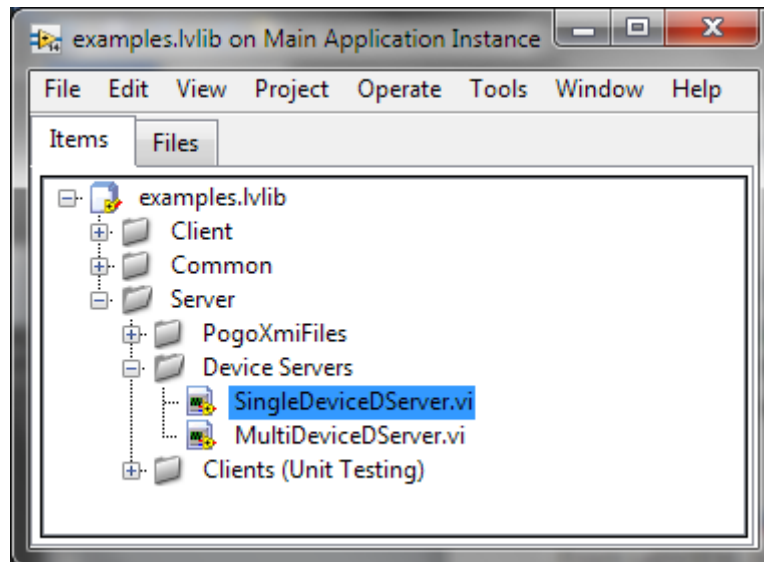 examples.lvlib on Main Application Instance
File Edit View Project Operate Tools Window Help
Items Files
examples.lvlib
Client
Common
Server
PogoXmiFiles
Device Servers
SingleDeviceDServer.vi
MultiDeviceDServer.vi
Clients (Unit Testing)